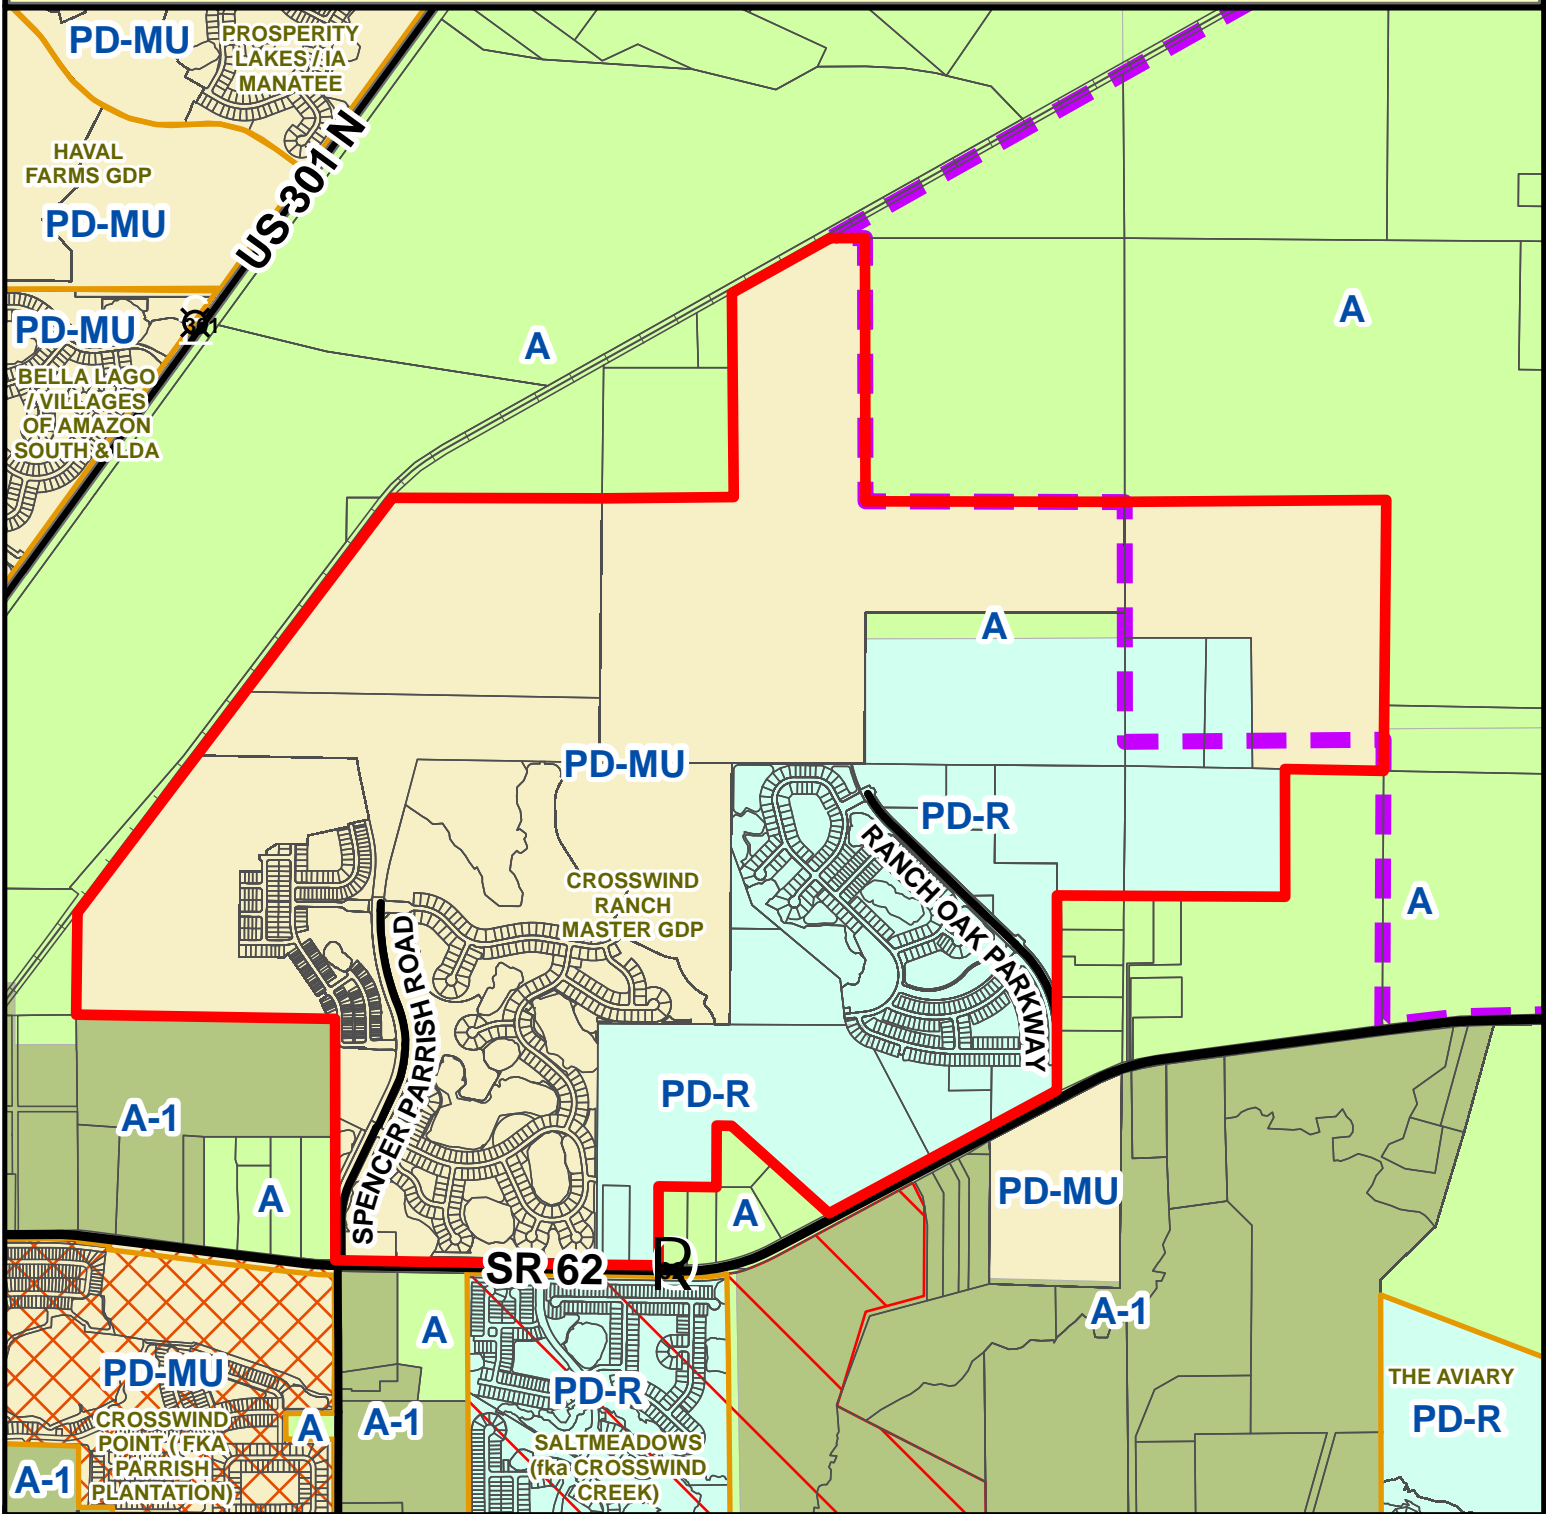 PD-MU
PROSPERITY
LAKES / IA
MANATEE
HAVAL
FARMS GDP
PD-MU
US-301 N
301
PD-MU
A
A
BELLA LAGO
/ VILLAGES
OF AMAZON
SOUTH & LDA
A
PD-MU
PD-R
RANCH OAK PARKWAY
CROSSWIND
RANCH
MASTER GDP
A
SPENCER PARRISH ROAD
PD-R
A-1
A
A
PD-MU
SR 62
R
A
A-1
PD-MU
PD-R
THE AVIARY
PD-R
CROSSWIND
POINT ( FKA
PARRISH
PLANTATION)
A
A-1
SALTMEADOWS
(fka CROSSWIND
CREEK)
A-1